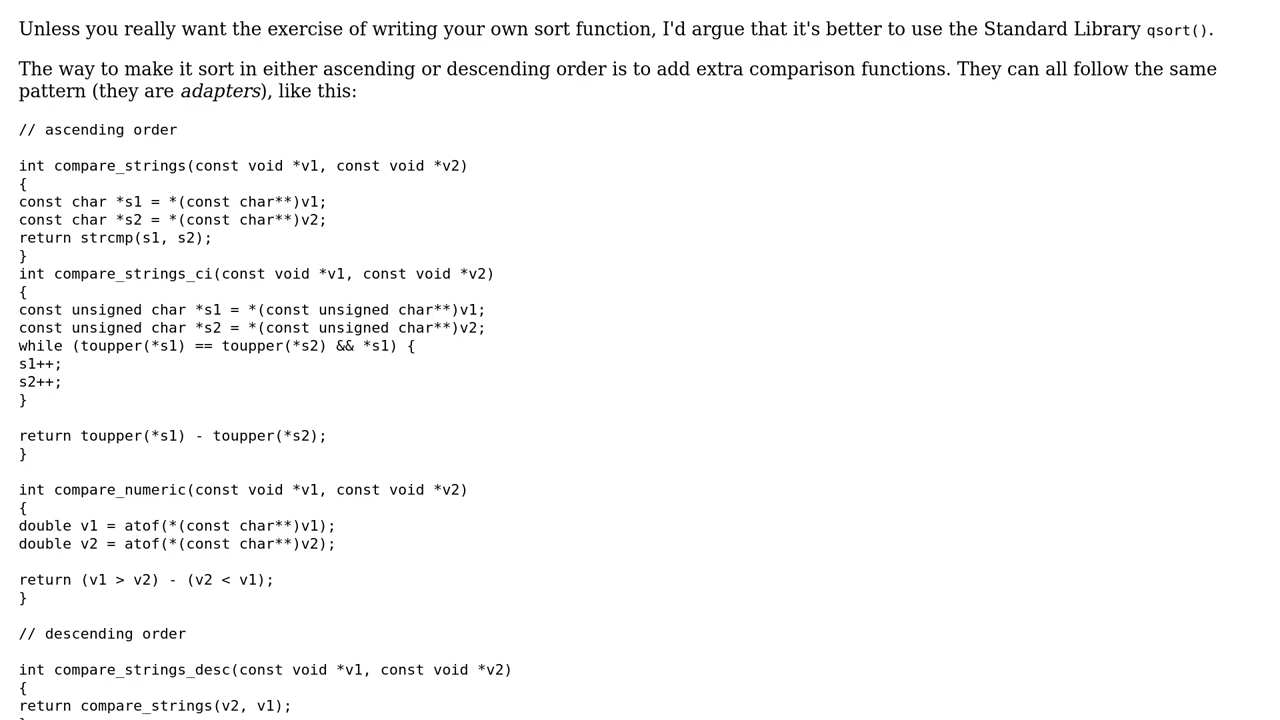 Unless you really want the exercise of writing your own sort function, I'd argue that it's better to use the Standard Library qsort().
The way to make it sort in either ascending or descending order is to add extra comparison functions. They can all follow the same
pattern (they are adapters), like this:
// ascending order
int compare_strings(const void *v1, const void *v2)
{
const char *s1 = *(const char**)v1;
const char *s2 = *(const char**)v2;
return strcmp(s1, s2);
}
int compare_strings_ci(const void *v1, const void *v2)
{
const unsigned char *s1 = *(const unsigned char**)v1;
const unsigned char *s2 = *(const unsigned char**)v2;
while (toupper(*s1) == toupper(*s2) && *s1) {
s1++;
s2++;
}
return toupper(*s1) - toupper(*s2);
}
int compare_numeric(const void *v1, const void *v2)
{
double v1 = atof(*(const char**)v1);
double v2 = atof(*(const char**)v2);
return (v1 > v2) - (v2 < v1);
}
// descending order
int compare_strings_desc(const void *v1, const void *v2)
{
return compare_strings(v2, v1);
}